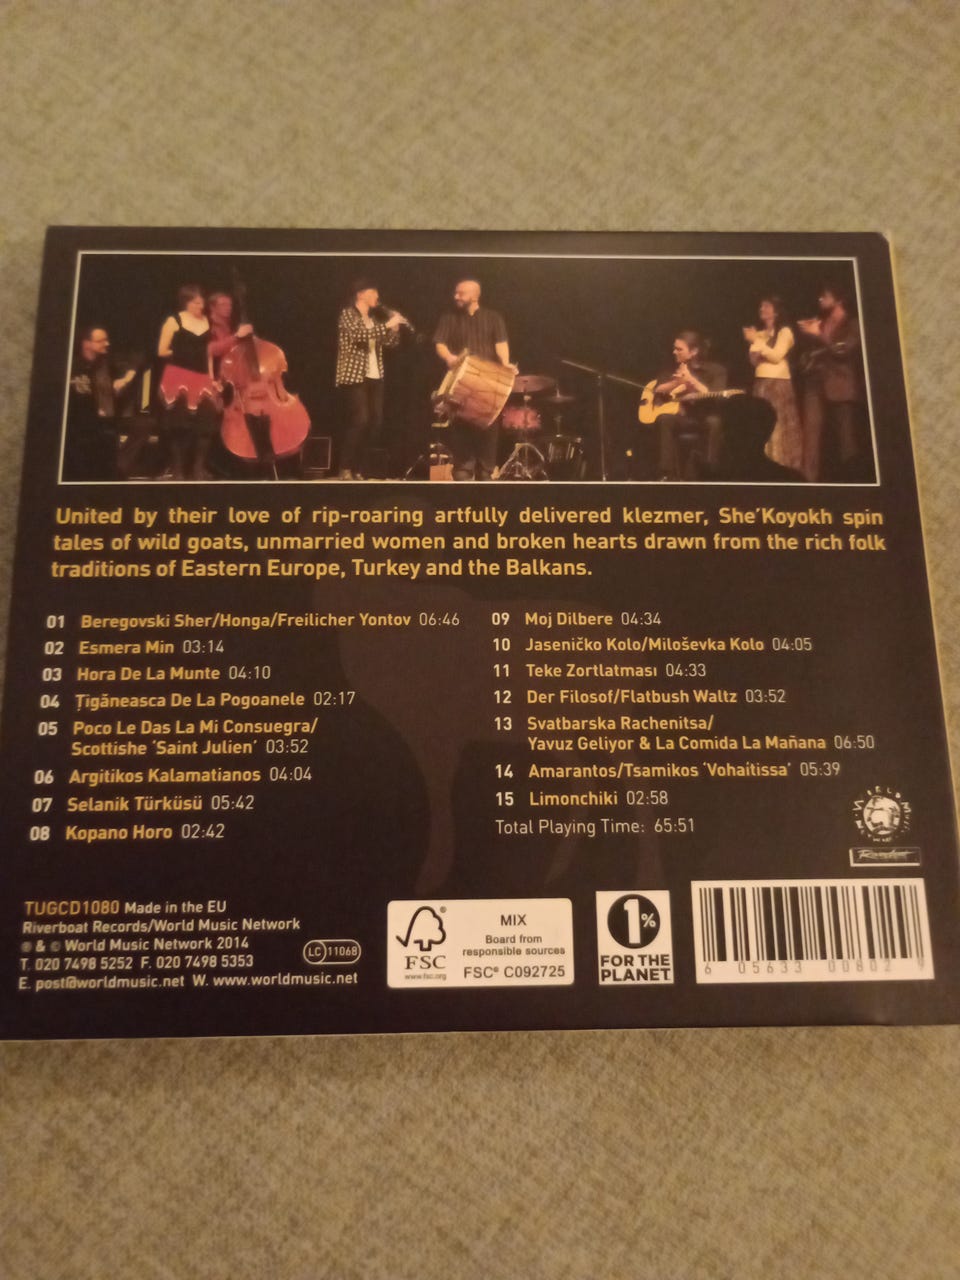 United by their love of rip-roaring artfully delivered klezmer, She'Koyokh spin
tales of wild goats, unmarried women and broken hearts drawn from the rich folk
traditions of Eastern Europe, Turkey and the Balkans.
01 Beregovski Sher/Honga/Freilicher Yontov 06:46
02 Esmera Min 03:14
03 Hora De La Munte 04:10
04 Țigăneasca De La Pogoanele 02:17
05 Poco Le Das La Mi Consuegra/
Scottishe 'Saint Julien' 03:52
06 Argitikos Kalamatianos 04:04
07 Selanik Türküsü 05:42
08 Kopano Horo 02:42
09 Moj Dilbere 04:34
10 Jaseničko Kolo/Miloševka Kolo 04:05
11 Teke Zortlatması 04:33
12 Der Filosof/Flatbush Waltz 03:52
13 Svatbarska Rachenitsa/
Yavuz Geliyor & La Comida La Mañana 06:50
14 Amarantos/Tsamikos 'Vohaítissa' 05:39
15 Limonchiki 02:58
Total Playing Time: 65:51
Riverboat
TUGCD1080 Made in the EU
Riverboat Records/World Music Network
℗ & © World Music Network 2014
T. 020 7498 5252 F. 020 7498 5353
E. post@worldmusic.net W. www.worldmusic.net
LC 11068
FSC
www.fsc.org
MIX
Board from
responsible sources
FSC® C092725
1%
FOR THE
PLANET
6 05633 00802 9